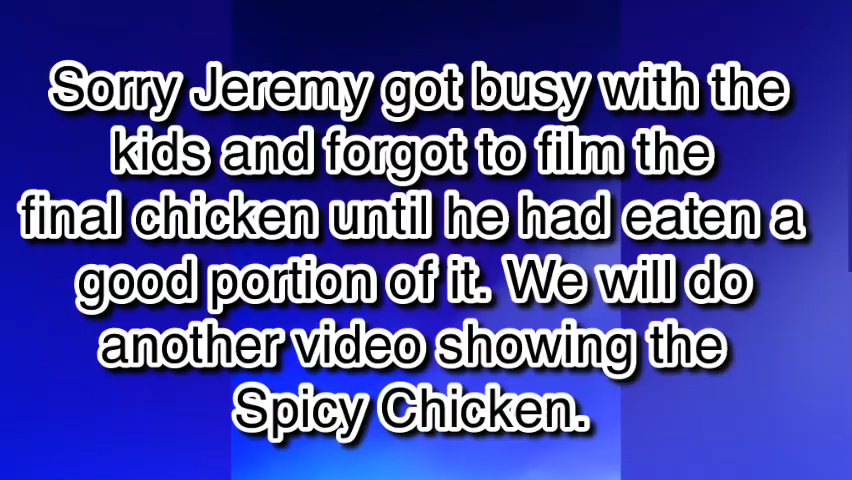 Sorry Jeremy got busy with the
kids and forgot to film the
final chicken until he had eaten a
good portion of it. We will do
another video showing the
Spicy Chicken.